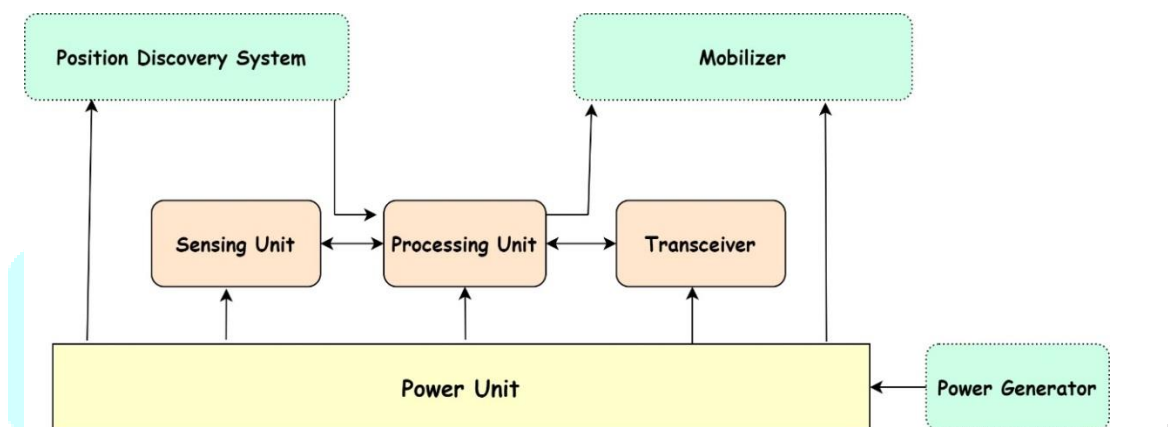 Position Discovery System
Mobilizer
Sensing Unit
Processing Unit
Transceiver
Power Unit
Power Generator